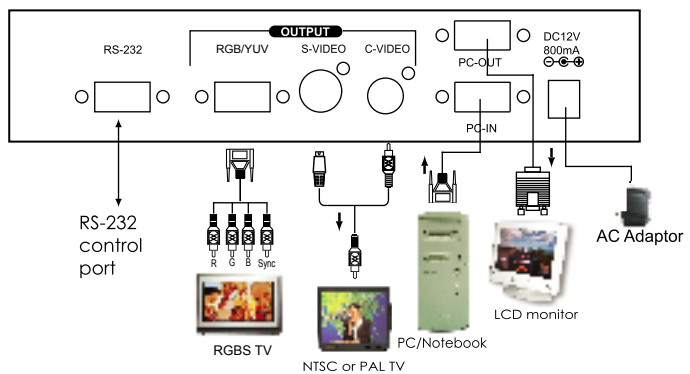 OUTPUT
RS-232
RGB/YUV
S-VIDEO
C-VIDEO
PC-OUT
DC12V
800mA
PC-IN
RS-232
control
port
R
G
B
Sync
RGBS TV
NTSC or PAL TV
PC/Notebook
LCD monitor
AC Adaptor